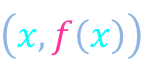 (x, f(x))